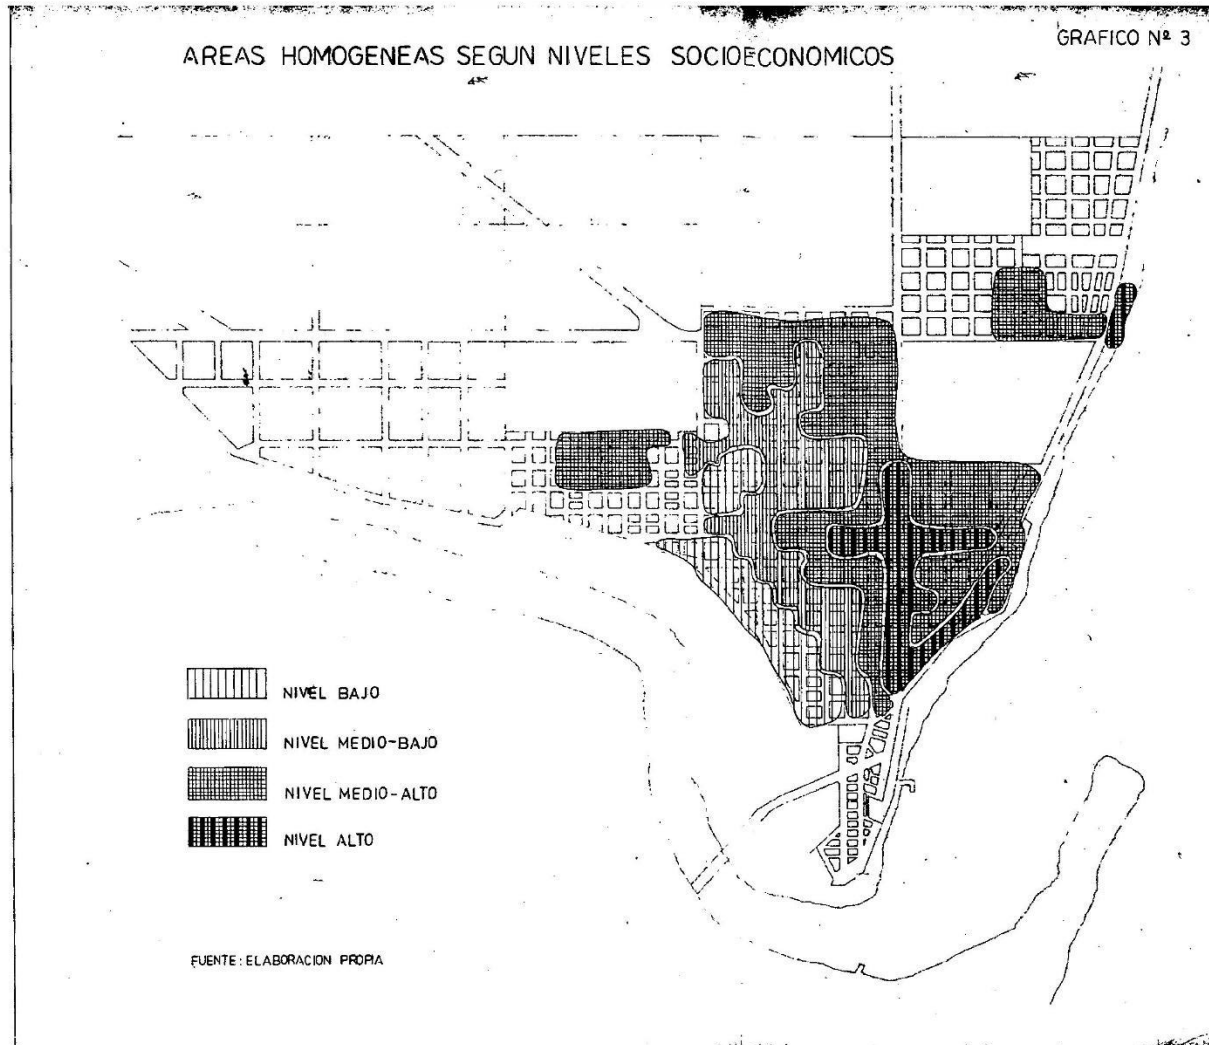 GRAFICO Nº 3
AREAS HOMOGENEAS SEGUN NIVELES SOCIOECONOMICOS
NIVEL BAJO
NIVEL MEDIO-BAJO
NIVEL MEDIO-ALTO
NIVEL ALTO
FUENTE: ELABORACION PROPIA